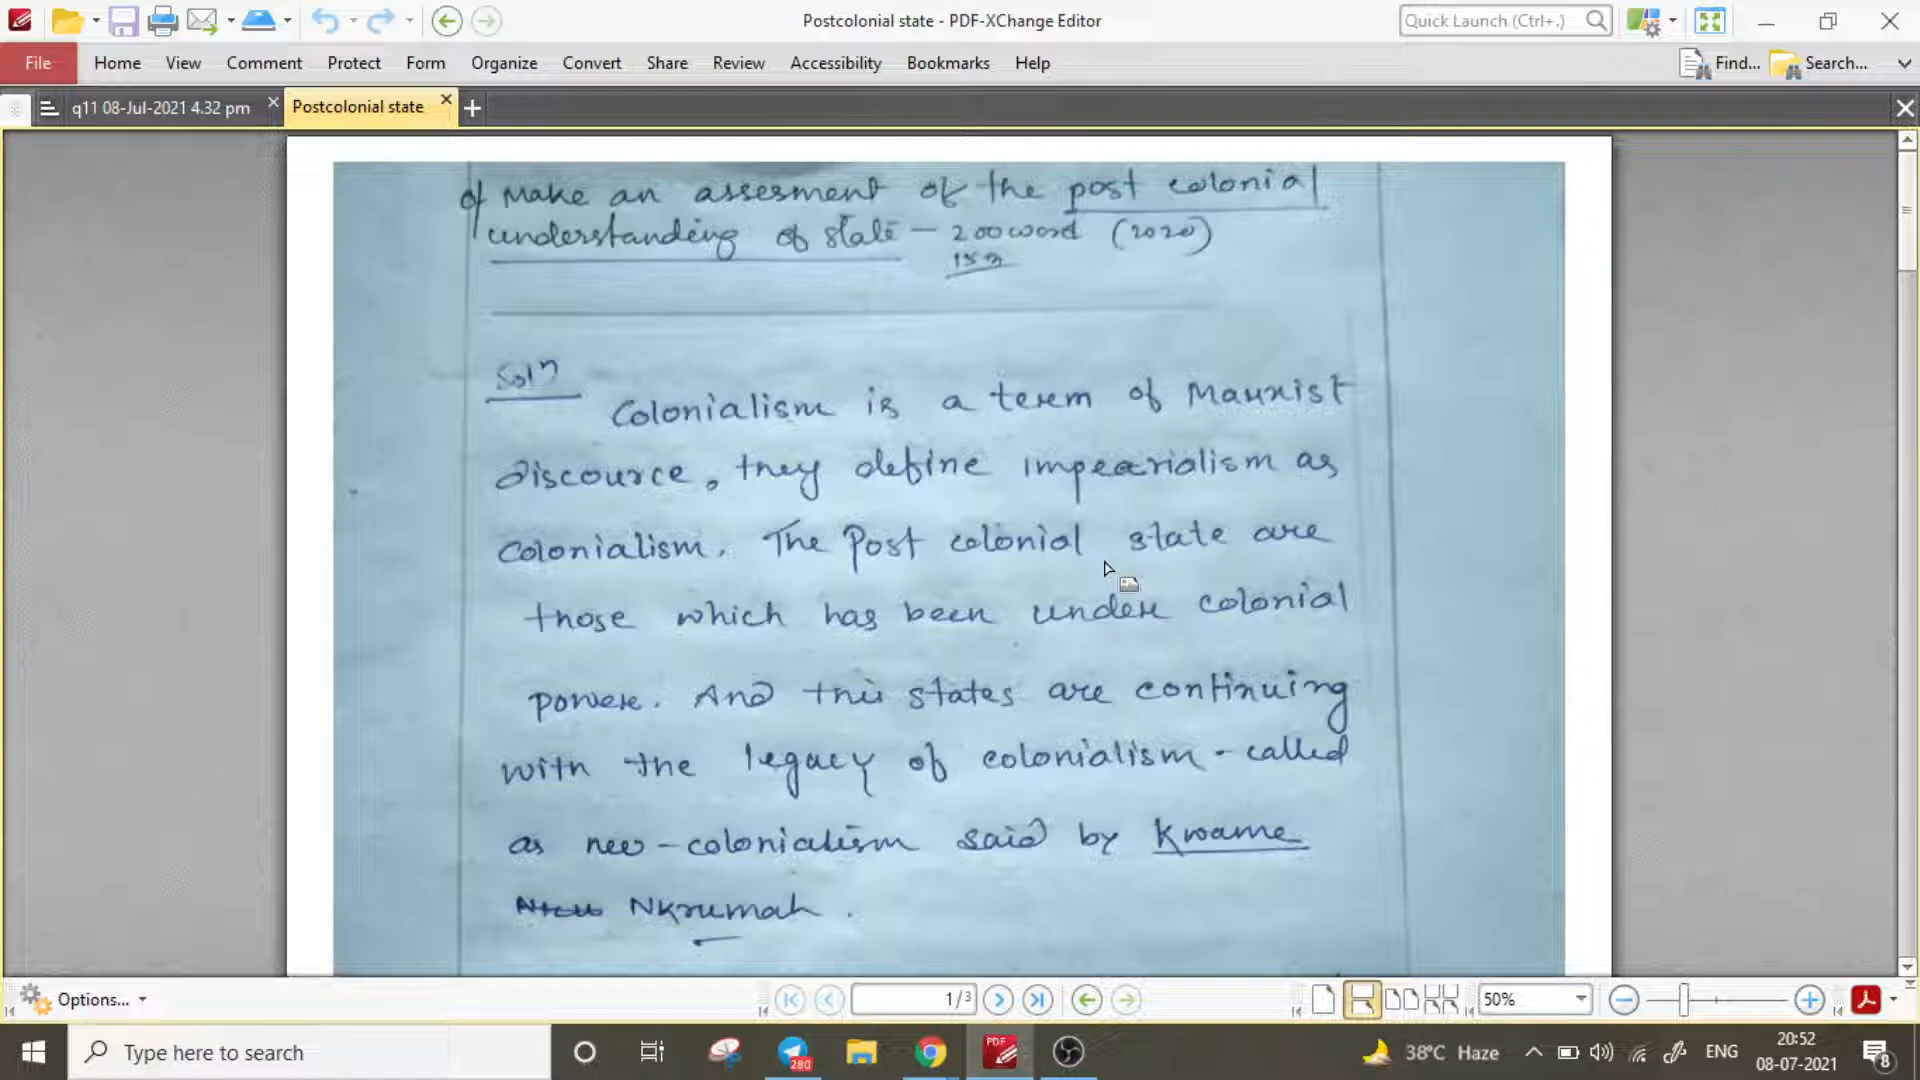 Postcolonial state - PDF-XChange Editor
Quick Launch (Ctrl+.)
File Home View Comment Protect Form Organize Convert Share Review Accessibility Bookmarks Help Find... Search...
q11 08-Jul-2021 4.32 pm Postcolonial state
Q Make an assesment of the post colonial
understanding of state - 200 word (2020)
15m
Soln
Colonialism is a term of Marxist
discource, they define impearialism as
colonialism. The Post colonial state are
those which has been under colonial
power. And this states are continuing
with the legacy of colonialism - called
as neo-colonialism said by Kwame
Nkrumah.
Options... 1/3 50%
Type here to search 280 PDF 38°C Haze ENG 20:52
08-07-2021 8